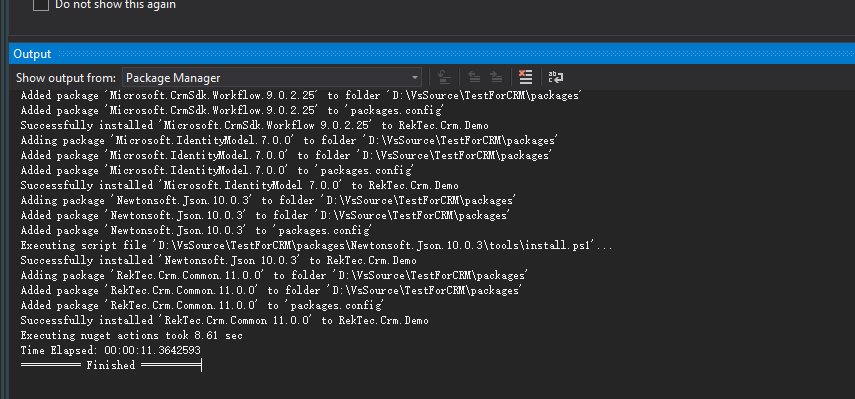 Do not show this again
Output
Show output from: Package Manager
Added package 'Microsoft.CrmSdk.Workflow.9.0.2.25' to folder 'D:\VsSource\TestForCRM\packages'
Added package 'Microsoft.CrmSdk.Workflow.9.0.2.25' to 'packages.config'
Successfully installed 'Microsoft.CrmSdk.Workflow 9.0.2.25' to RekTec.Crm.Demo
Adding package 'Microsoft.IdentityModel.7.0.0' to folder 'D:\VsSource\TestForCRM\packages'
Added package 'Microsoft.IdentityModel.7.0.0' to folder 'D:\VsSource\TestForCRM\packages'
Added package 'Microsoft.IdentityModel.7.0.0' to 'packages.config'
Successfully installed 'Microsoft.IdentityModel 7.0.0' to RekTec.Crm.Demo
Adding package 'Newtonsoft.Json.10.0.3' to folder 'D:\VsSource\TestForCRM\packages'
Added package 'Newtonsoft.Json.10.0.3' to folder 'D:\VsSource\TestForCRM\packages'
Added package 'Newtonsoft.Json.10.0.3' to 'packages.config'
Executing script file 'D:\VsSource\TestForCRM\packages\Newtonsoft.Json.10.0.3\tools\install.ps1'...
Successfully installed 'Newtonsoft.Json 10.0.3' to RekTec.Crm.Demo
Adding package 'RekTec.Crm.Common.11.0.0' to folder 'D:\VsSource\TestForCRM\packages'
Added package 'RekTec.Crm.Common.11.0.0' to folder 'D:\VsSource\TestForCRM\packages'
Added package 'RekTec.Crm.Common.11.0.0' to 'packages.config'
Successfully installed 'RekTec.Crm.Common 11.0.0' to RekTec.Crm.Demo
Executing nuget actions took 8.61 sec
Time Elapsed: 00:00:11.3642593
========== Finished ==========